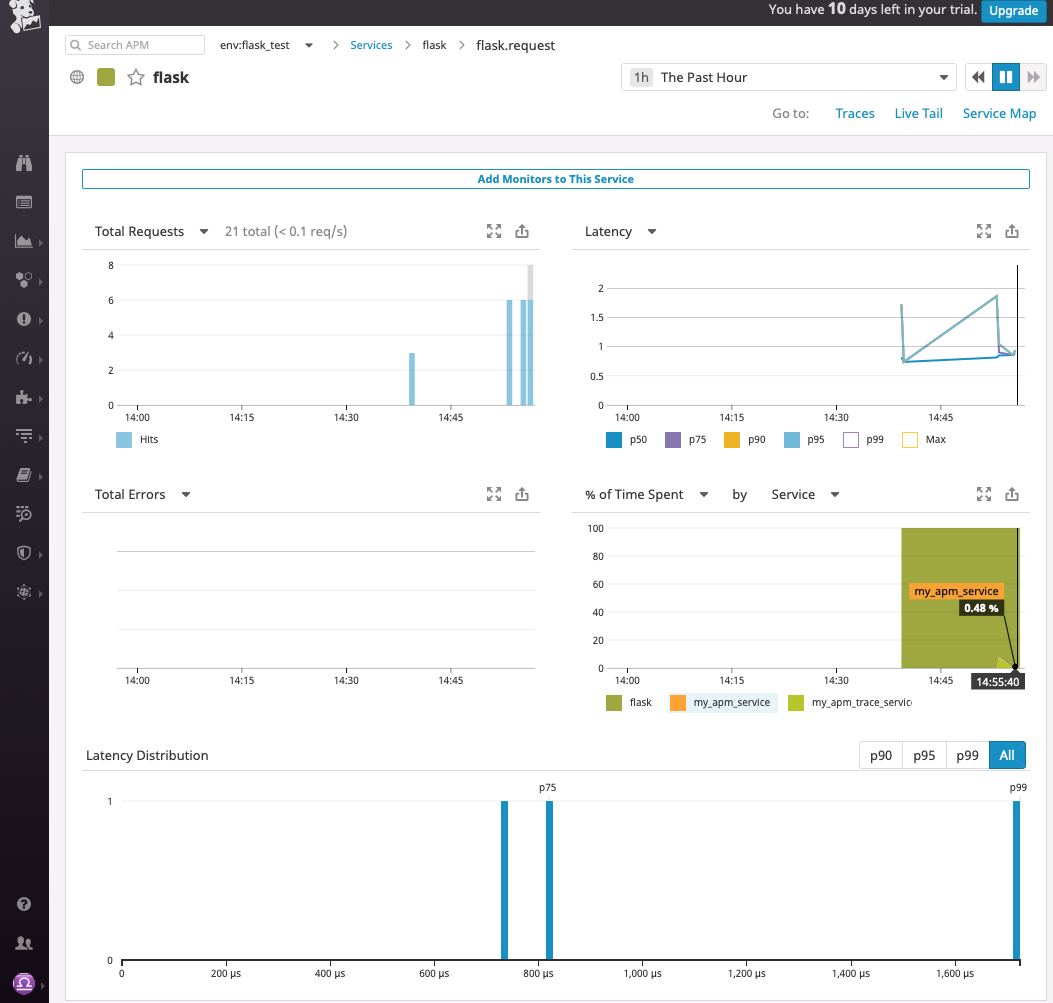 You have 10 days left in your trial. Upgrade
Search APM env:flask_test Services flask flask.request
flask
1h The Past Hour
Go to: Traces Live Tail Service Map
Add Monitors to This Service
Total Requests 21 total (< 0.1 req/s)
8
6
4
2
0
14:00 14:15 14:30 14:45
Hits
Latency
2
1.5
1
0.5
0
14:00 14:15 14:30 14:45
p50 p75 p90 p95 p99 Max
Total Errors
14:00 14:15 14:30 14:45
% of Time Spent by Service
100
80
60
40
20
0
my_apm_service
0.48 %
14:00 14:15 14:30 14:45
14:55:40
flask my_apm_service my_apm_trace_servic
Latency Distribution
p90 p95 p99 All
p75 p99
1
0
0 200 µs 400 µs 600 µs 800 µs 1,000 µs 1,200 µs 1,400 µs 1,600 µs